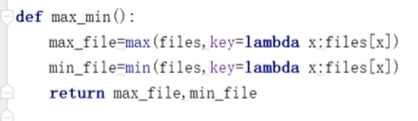 def max_min():
    max_file=max(files,key=lambda x:files[x])
    min_file=min(files,key=lambda x:files[x])
    return max_file,min_file